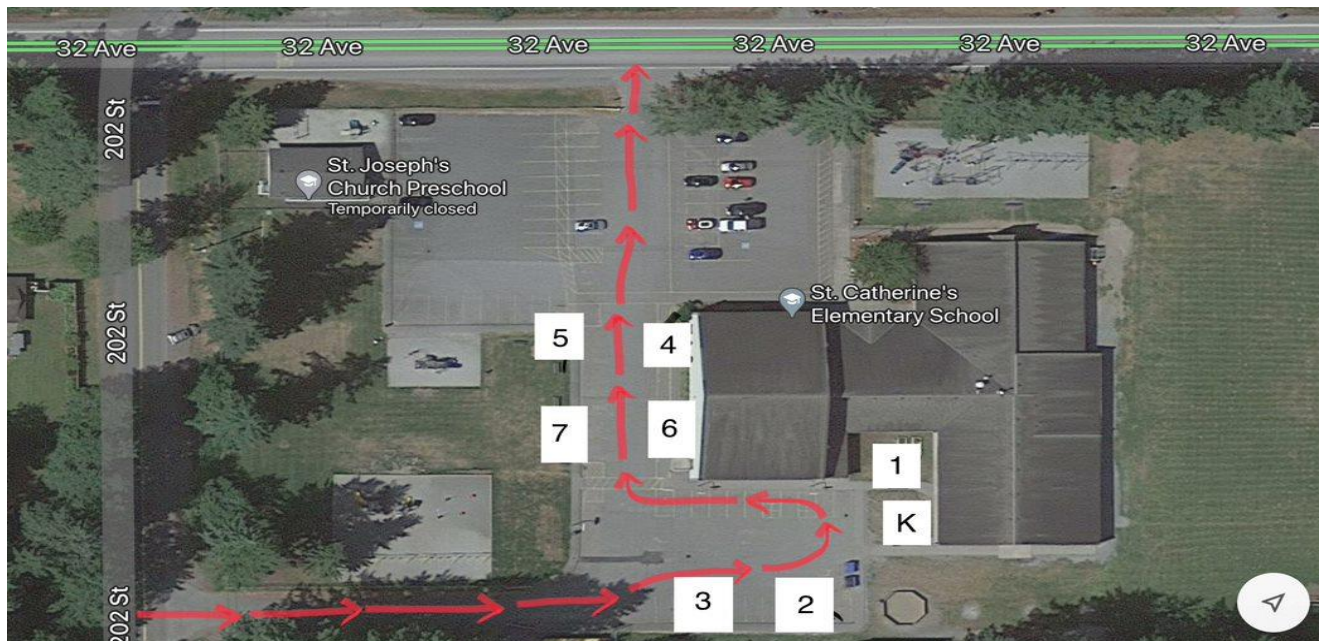 32 Ave 32 Ave 32 Ave 32 Ave 32 Ave 32 Ave
202 St
St. Joseph's
Church Preschool
Temporarily closed
202 St
St. Catherine's
Elementary School
5
4
7
6
1
K
3
2
202 St